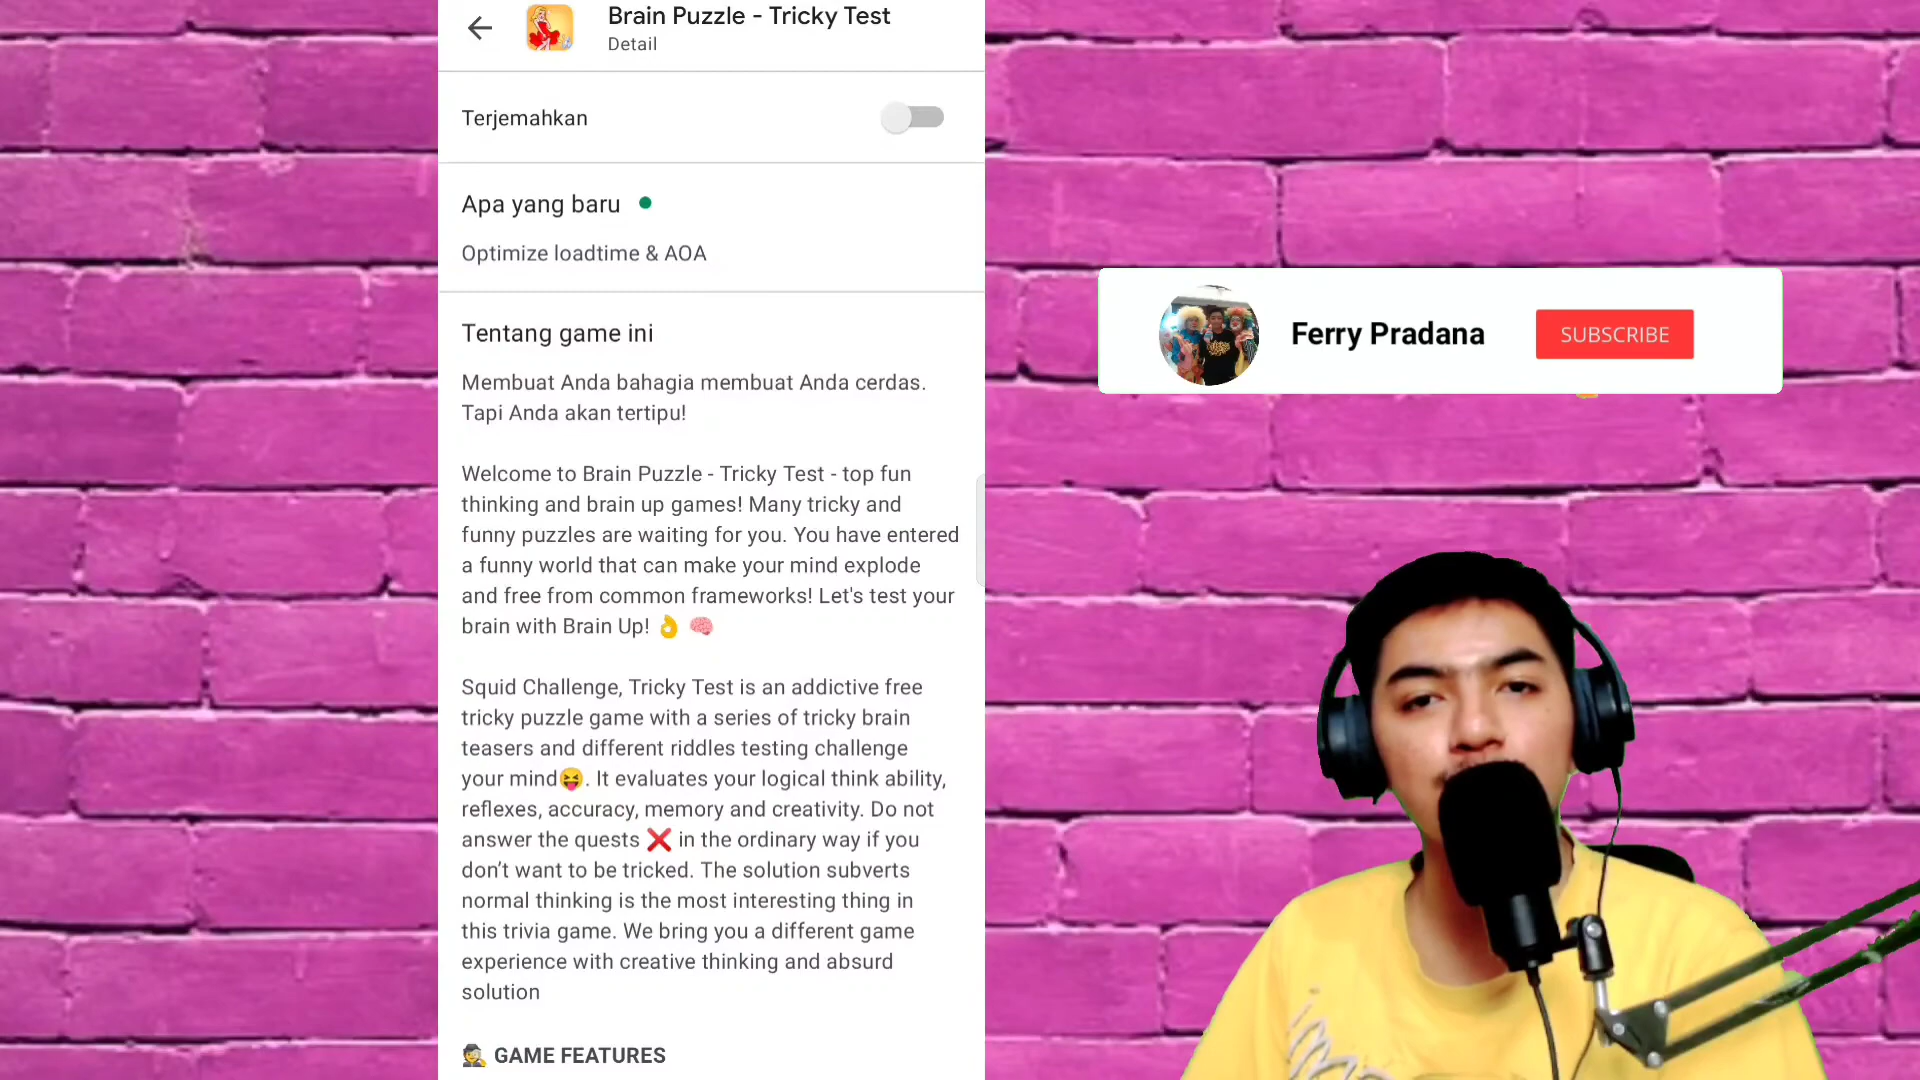 Brain Puzzle - Tricky Test
Detail
Terjemahkan
Apa yang baru
Optimize loadtime & AOA
Tentang game ini
Membuat Anda bahagia membuat Anda cerdas.
Tapi Anda akan tertipu!
Welcome to Brain Puzzle - Tricky Test - top fun
thinking and brain up games! Many tricky and
funny puzzles are waiting for you. You have entered
a funny world that can make your mind explode
and free from common frameworks! Let's test your
brain with Brain Up! 👌 🧠
Squid Challenge, Tricky Test is an addictive free
tricky puzzle game with a series of tricky brain
teasers and different riddles testing challenge
your mind😝. It evaluates your logical think ability,
reflexes, accuracy, memory and creativity. Do not
answer the quests ❌ in the ordinary way if you
don’t want to be tricked. The solution subverts
normal thinking is the most interesting thing in
this trivia game. We bring you a different game
experience with creative thinking and absurd
solution
🕵 GAME FEATURES
Ferry Pradana
SUBSCRIBE